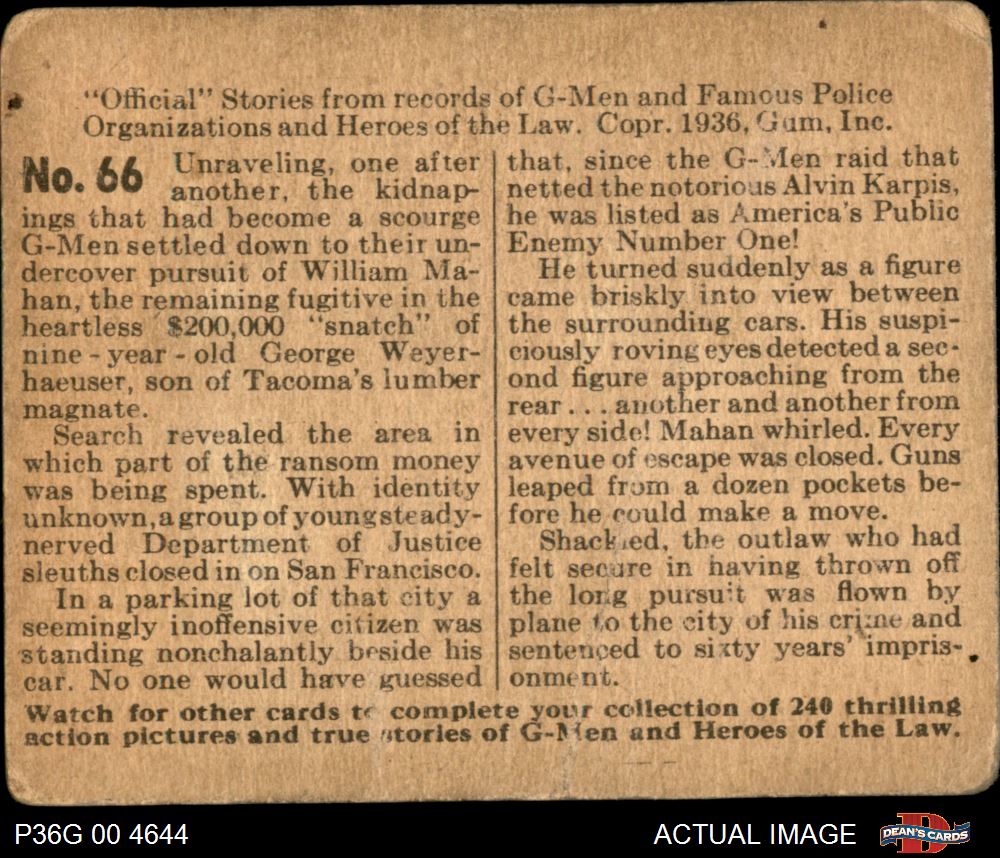 "Official" Stories from records of G-Men and Famous Police
Organizations and Heroes of the Law. Copr. 1936, Gum, Inc.
No. 66
Unraveling, one after
another, the kidnap-
ings that had become a scourge
G-Men settled down to their un-
dercover pursuit of William Ma-
han, the remaining fugitive in the
heartless $200,000 "snatch" of
nine-year-old George Weyer-
haeuser, son of Tacoma's lumber
magnate.
Search revealed the area in
which part of the ransom money
was being spent. With identity
unknown, a group of young steady-
nerved Department of Justice
sleuths closed in on San Francisco.
In a parking lot of that city a
seemingly inoffensive citizen was
standing nonchalantly beside his
car. No one would have guessed
that, since the G-Men raid that
netted the notorious Alvin Karpis,
he was listed as America's Public
Enemy Number One!
He turned suddenly as a figure
came briskly into view between
the surrounding cars. His suspi-
ciously roving eyes detected a sec-
ond figure approaching from the
rear... another and another from
every side! Mahan whirled. Every
avenue of escape was closed. Guns
leaped from a dozen pockets be-
fore he could make a move.
Shackled, the outlaw who had
felt secure in having thrown off
the long pursuit was flown by
plane to the city of his crime and
sentenced to sixty years' impris-
onment.
Watch for other cards to complete your collection of 240 thrilling
action pictures and true stories of G-Men and Heroes of the Law.
P36G 00 4644
ACTUAL IMAGE
DEAN'S CARDS